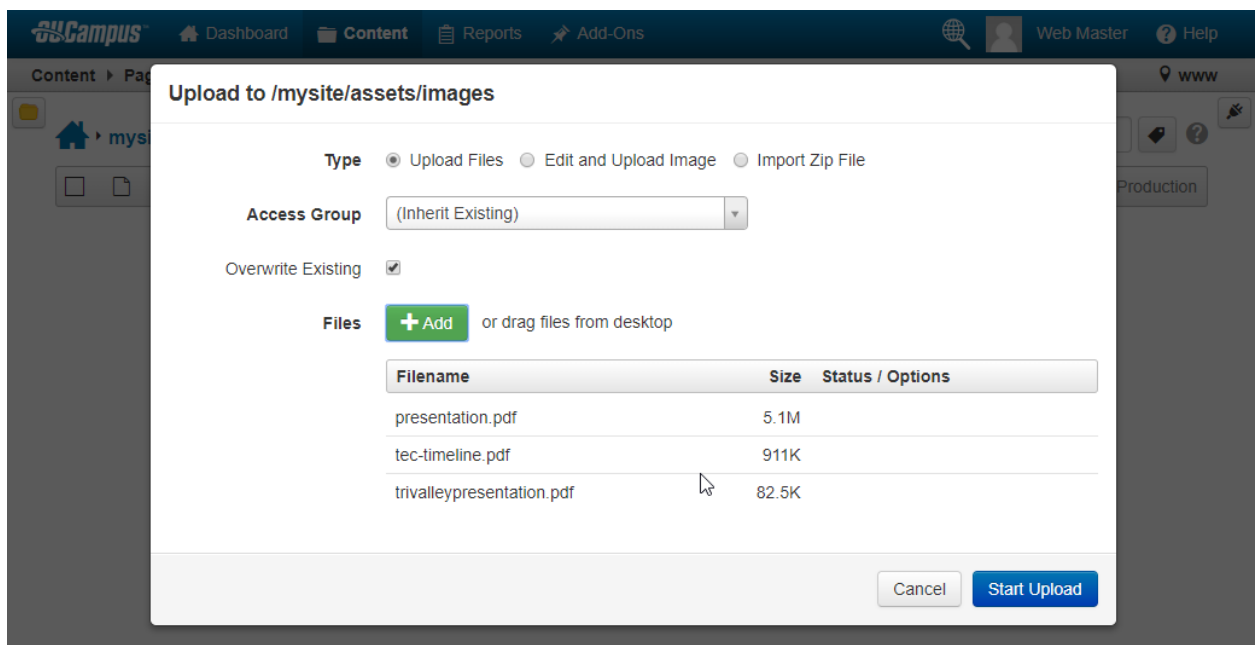 OUCampus Dashboard Content Reports Add-Ons Web Master Help
Content Pag www
Upload to /mysite/assets/images
mysi
Type Upload Files Edit and Upload Image Import Zip File
Production
Access Group (Inherit Existing)
Overwrite Existing
Files Add or drag files from desktop
Filename Size Status / Options
presentation.pdf 5.1M
tec-timeline.pdf 911K
trivalleypresentation.pdf 82.5K
Cancel Start Upload